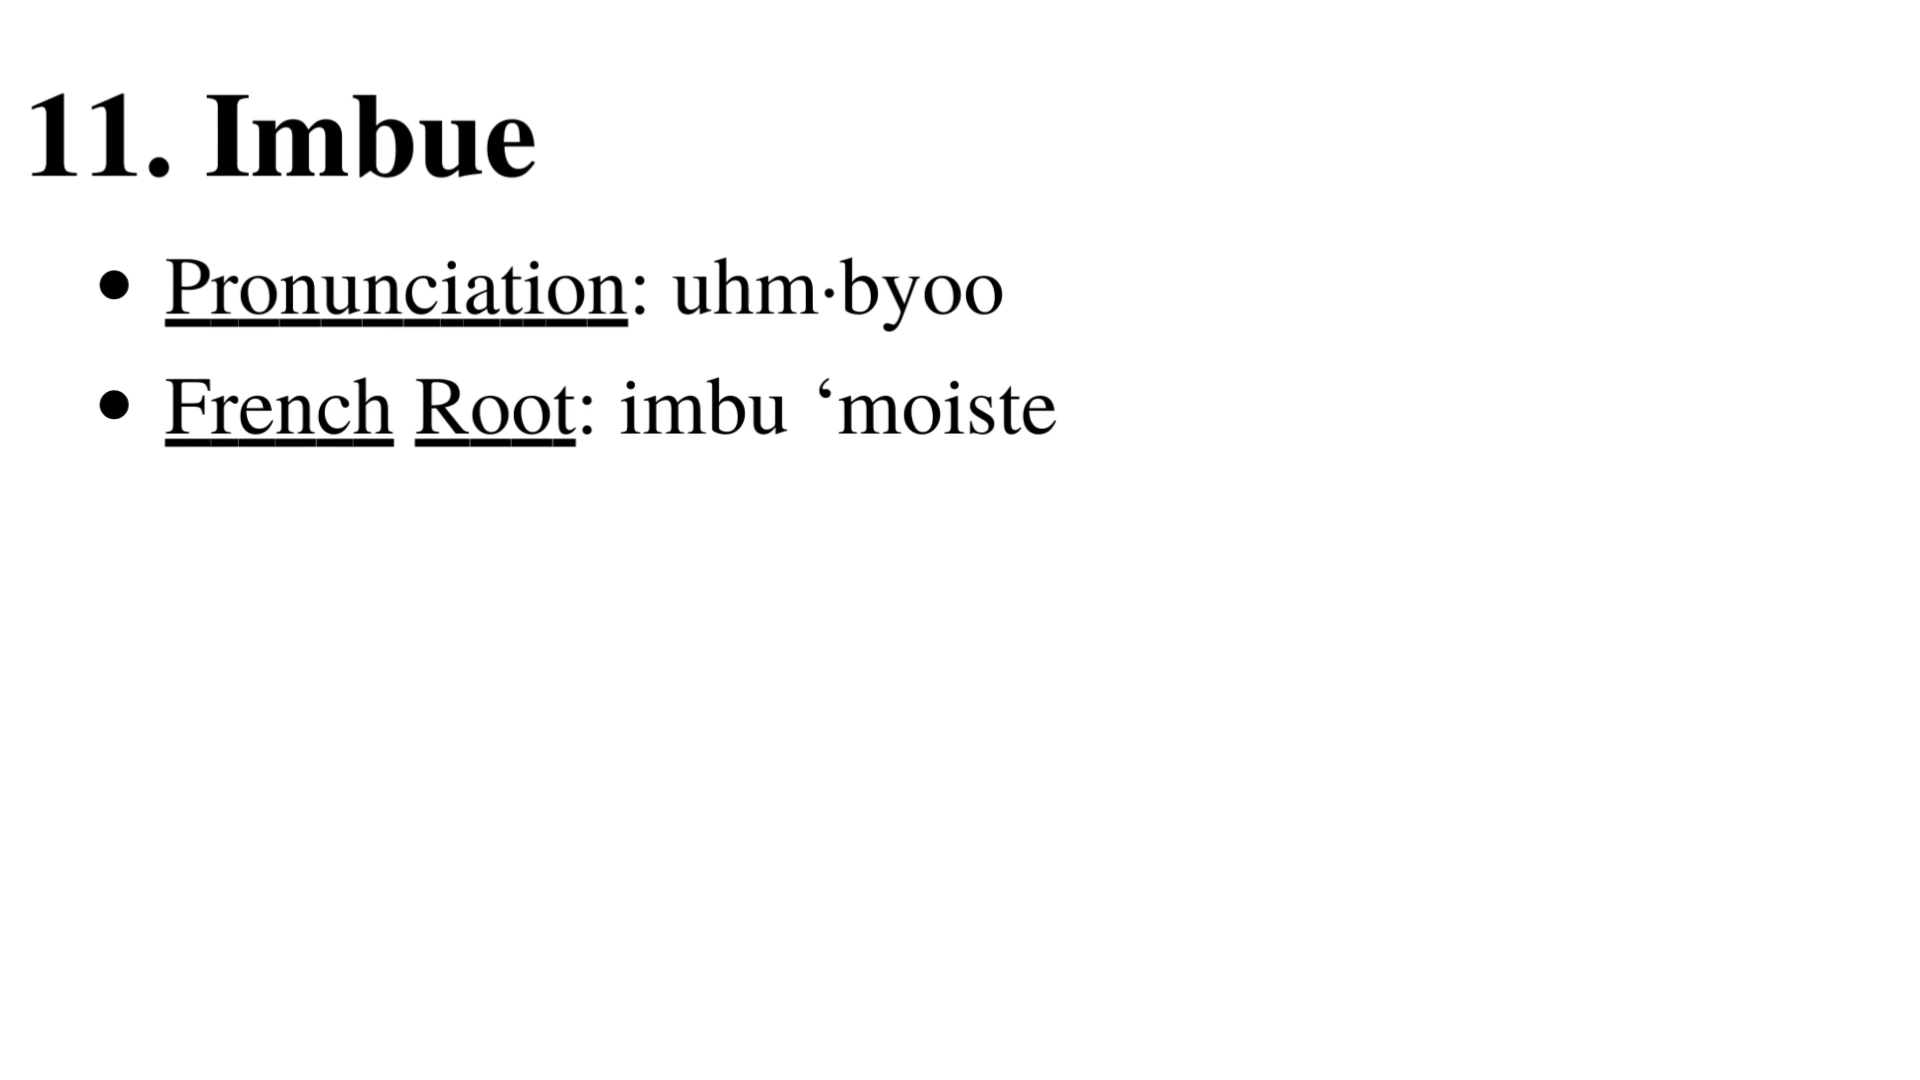 11. Imbue
• Pronunciation: uhm·byoo
• French Root: imbu ‘moiste